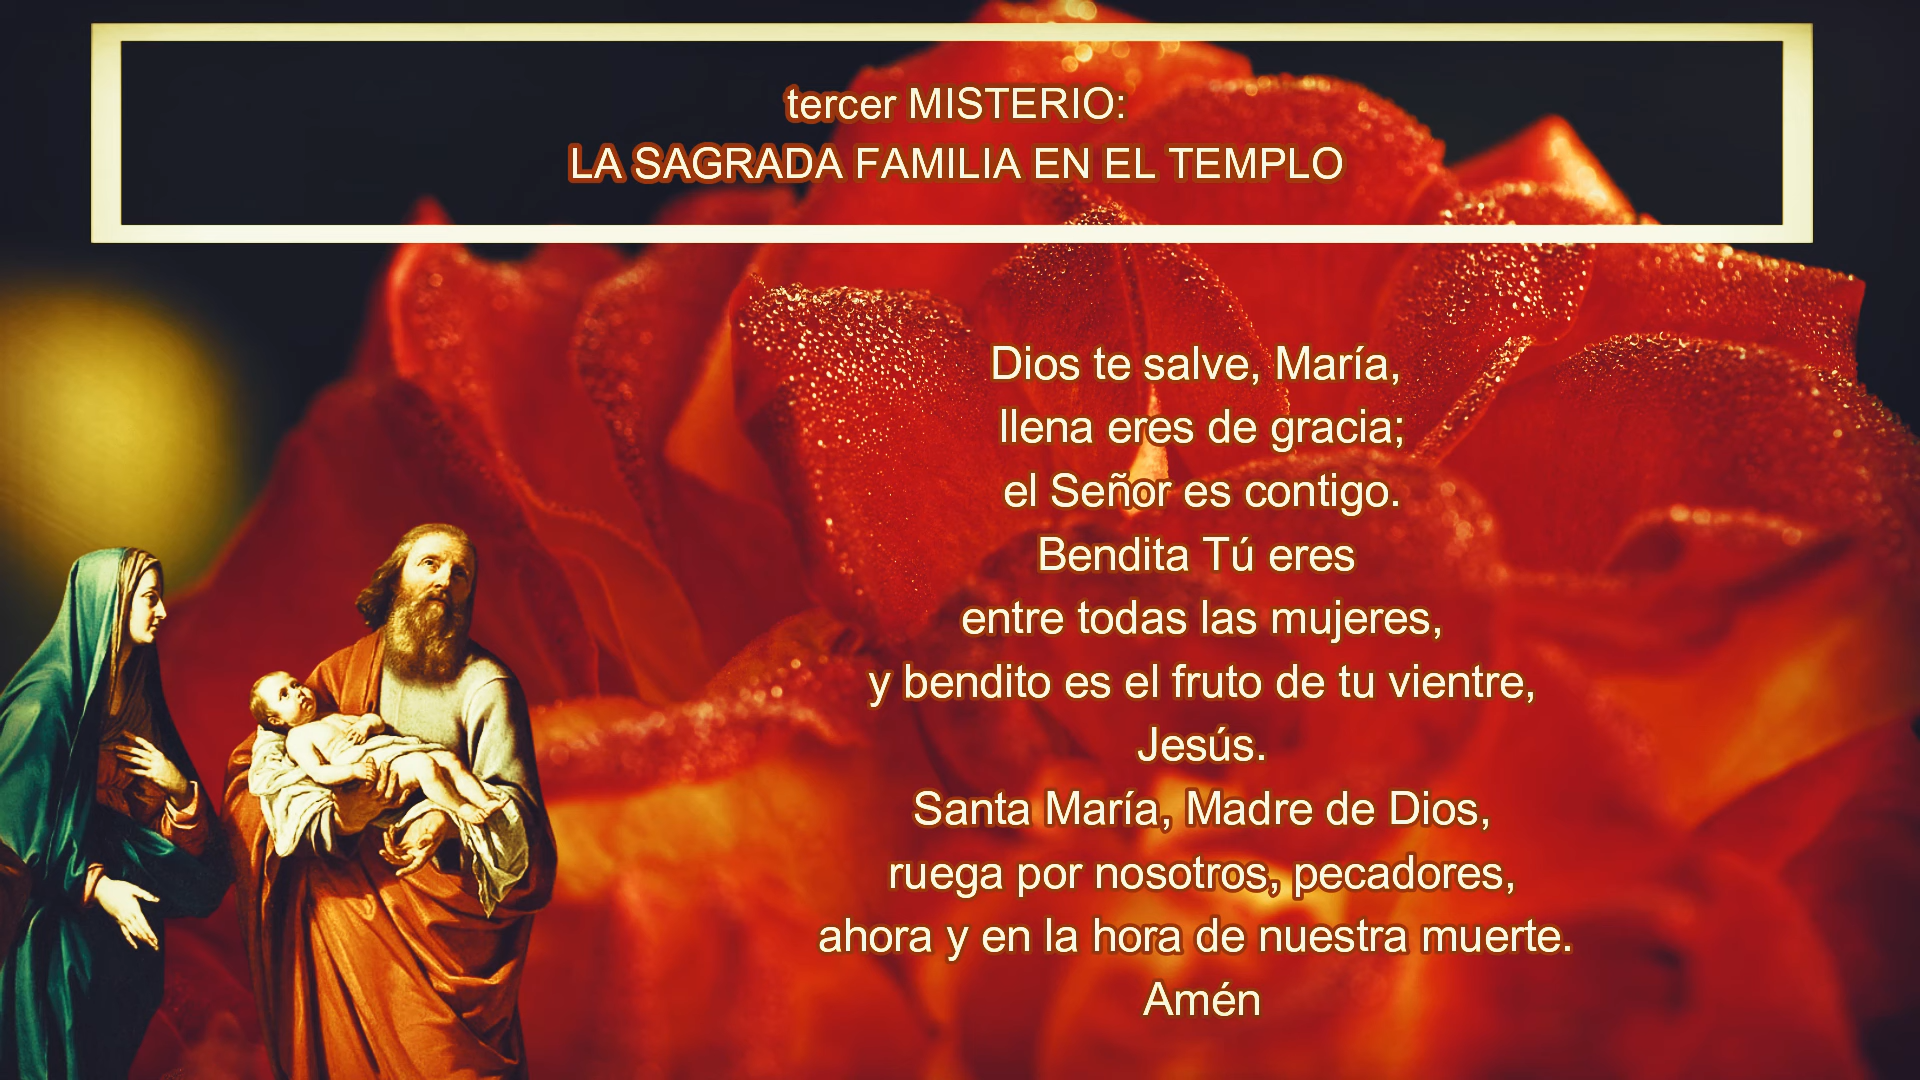 tercer MISTERIO:
LA SAGRADA FAMILIA EN EL TEMPLO
Dios te salve, María,
llena eres de gracia;
el Señor es contigo.
Bendita Tú eres
entre todas las mujeres,
y bendito es el fruto de tu vientre,
Jesús.
Santa María, Madre de Dios,
ruega por nosotros, pecadores,
ahora y en la hora de nuestra muerte.
Amén